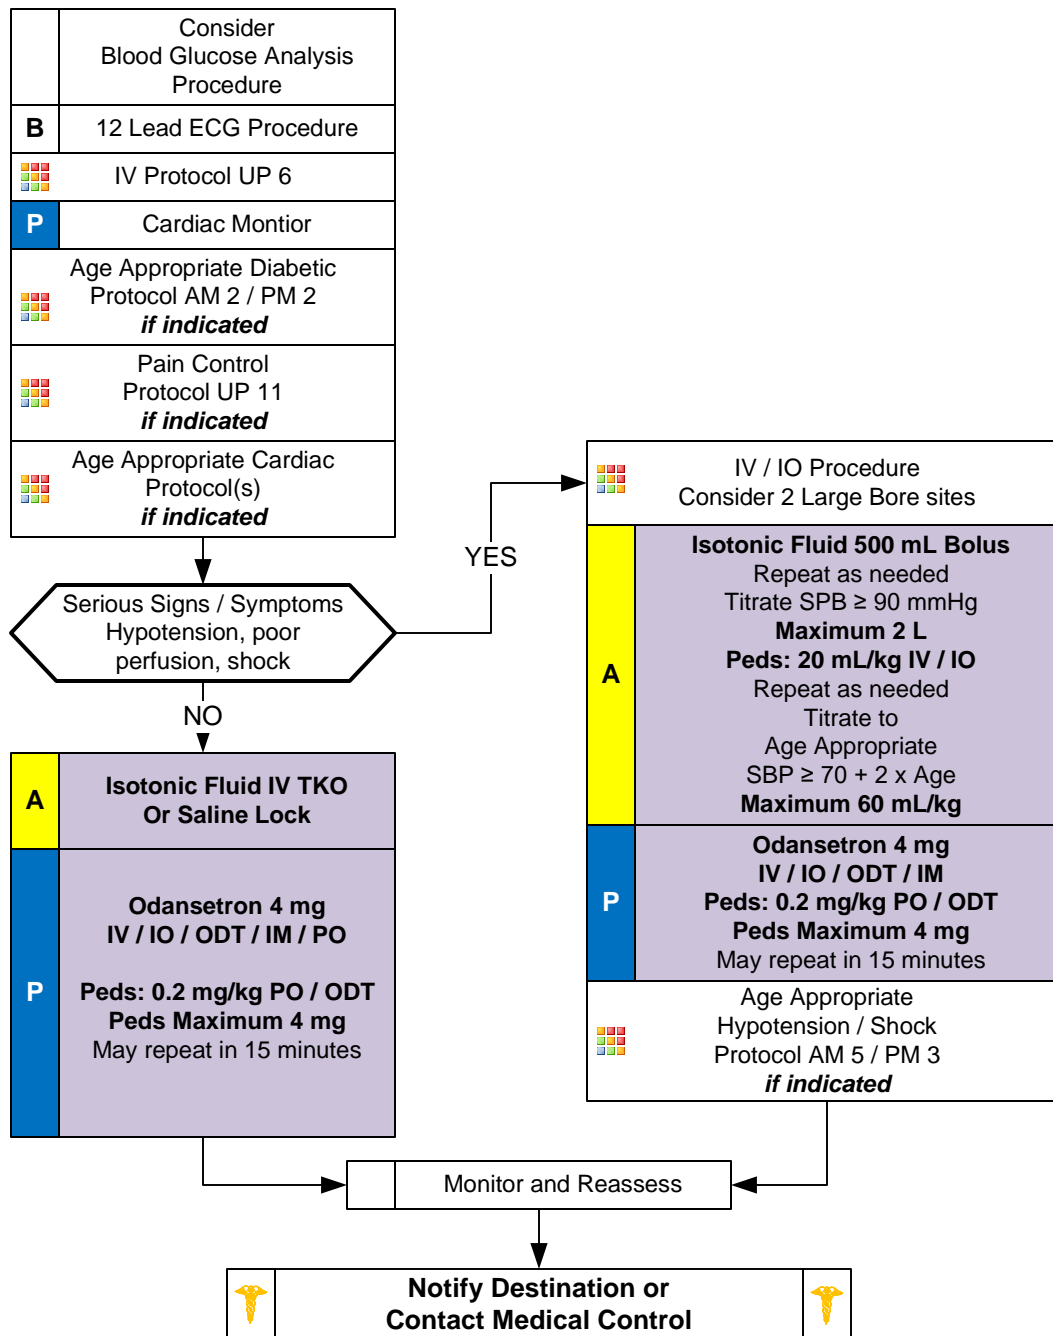 Consider
Blood Glucose Analysis
Procedure
B
12 Lead ECG Procedure
IV Protocol UP 6
P
Cardiac Montior
Age Appropriate Diabetic
Protocol AM 2 / PM 2
if indicated
Pain Control
Protocol UP 11
if indicated
Age Appropriate Cardiac
Protocol(s)
if indicated
Serious Signs / Symptoms
Hypotension, poor
perfusion, shock
YES
NO
A
Isotonic Fluid IV TKO
Or Saline Lock
P
Odansetron 4 mg
IV / IO / ODT / IM / PO
Peds: 0.2 mg/kg PO / ODT
Peds Maximum 4 mg
May repeat in 15 minutes
IV / IO Procedure
Consider 2 Large Bore sites
A
Isotonic Fluid 500 mL Bolus
Repeat as needed
Titrate SPB ≥ 90 mmHg
Maximum 2 L
Peds: 20 mL/kg IV / IO
Repeat as needed
Titrate to
Age Appropriate
SBP ≥ 70 + 2 x Age
Maximum 60 mL/kg
P
Odansetron 4 mg
IV / IO / ODT / IM
Peds: 0.2 mg/kg PO / ODT
Peds Maximum 4 mg
May repeat in 15 minutes
Age Appropriate
Hypotension / Shock
Protocol AM 5 / PM 3
if indicated
Monitor and Reassess
Notify Destination or
Contact Medical Control